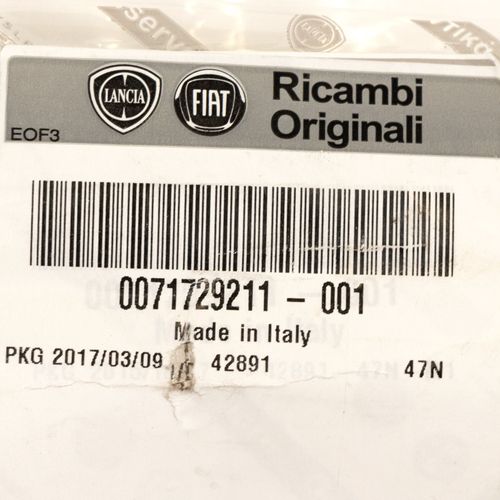 LANCIA FIAT Ricambi
Originali
EOF3
0071729211 - 001
Made in Italy
PKG 2017/03/09 42891 47N